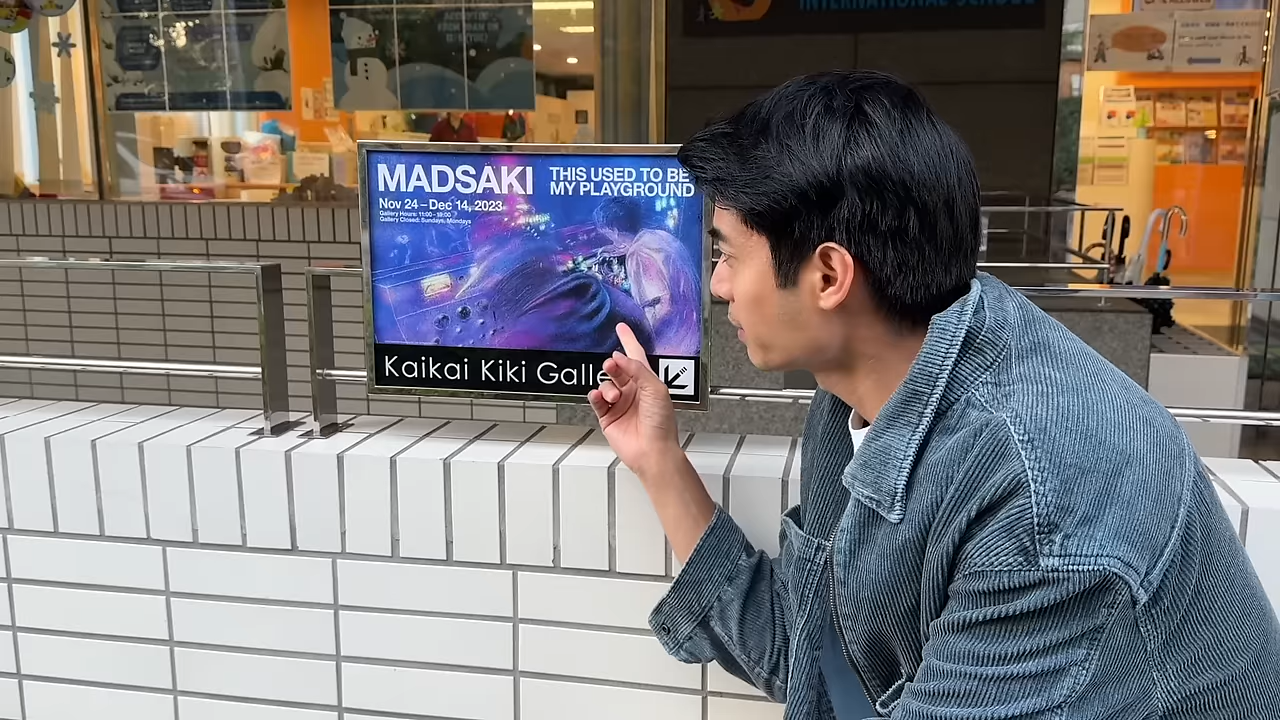 INTERNATIONAL SCHOOL
MADSAKI
THIS USED TO BE
MY PLAYGROUND
Nov 24 – Dec 14, 2023
Gallery Hours: 11:00 - 19:00
Gallery Closed: Sundays, Mondays
Kaikai Kiki Galle